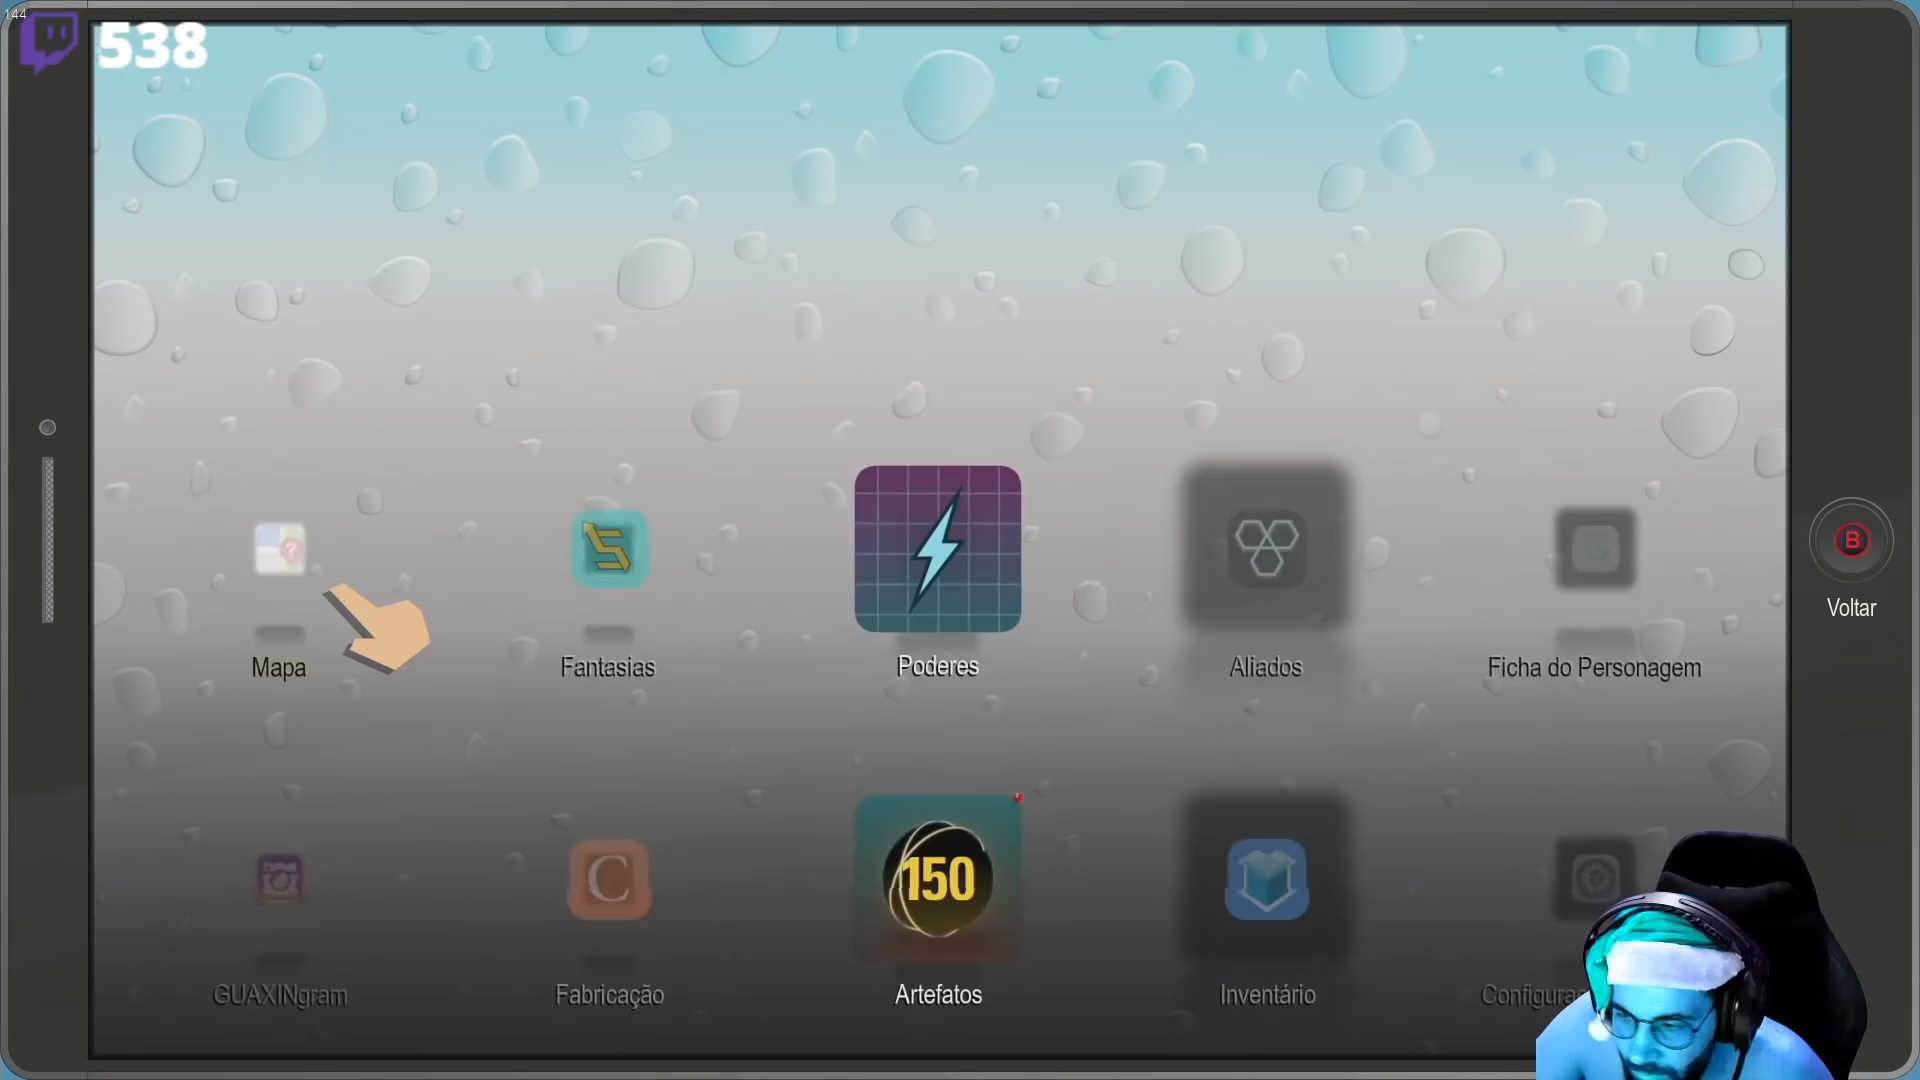 144
538
Mapa
Fantasias
Poderes
Aliados
Ficha do Personagem
B
Voltar
GUAXINgram
C
Fabricação
150
Artefatos
Inventário